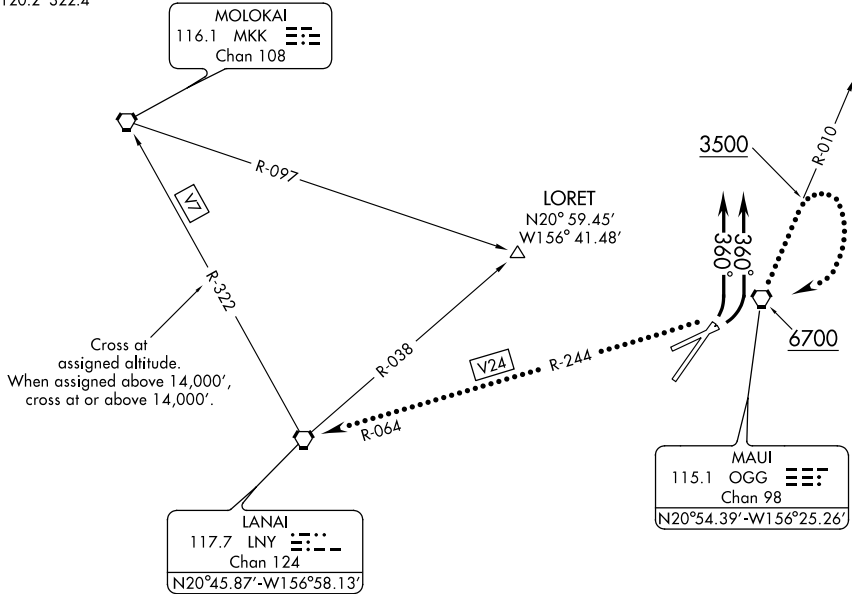 120.2 322.4
MOLOKAI
116.1 MKK
Chan 108
R-097
V7
R-322
LORET
N20° 59.45′
W156° 41.48′
3500
R-010
360°
360°
6700
Cross at
assigned altitude.
When assigned above 14,000′,
cross at or above 14,000′.
R-038
V24
R-244
R-064
MAUI
115.1 OGG
Chan 98
N20°54.39′-W156°25.26′
LANAI
117.7 LNY
Chan 124
N20°45.87′-W156°58.13′